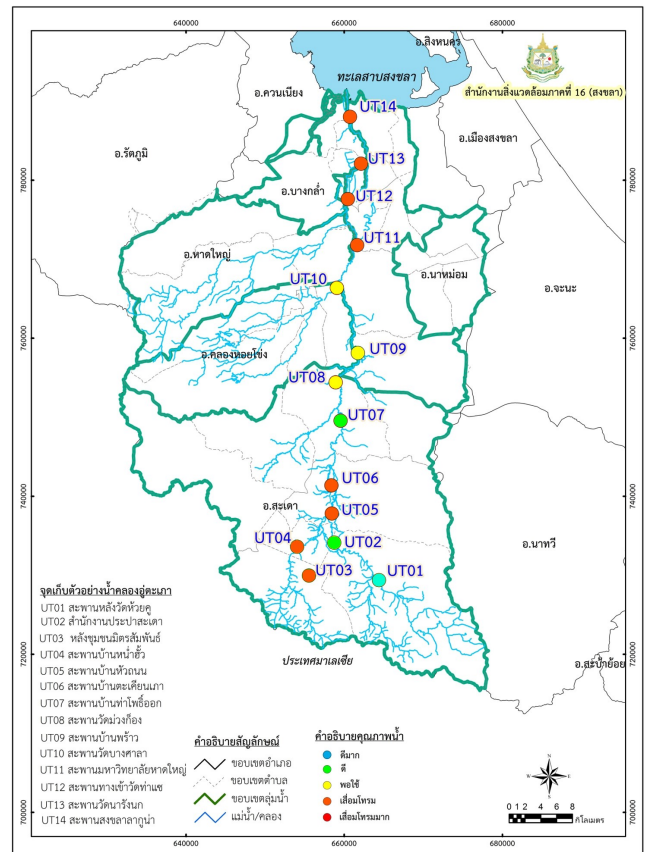 640000 660000 680000
อ.สิงหนคร
ทะเลสาบสงขลา
สำนักงานสิ่งแวดล้อมภาคที่ 16 (สงขลา)
อ.ควนเนียง
UT14
อ.เมืองสงขลา
อ.รัตภูมิ
UT13
780000
780000
อ.บางกล่ำ
UT12
UT11
อ.หาดใหญ่
อ.นาหม่อม
UT10
อ.จะนะ
760000
760000
UT09
อ.คลองหอยโข่ง
UT08
UT07
740000
740000
UT06
อ.สะเดา
UT05
อ.นาทวี
UT04
UT02
UT03
UT01
720000
720000
ประเทศมาเลเซีย
อ.สะบ้าย้อย
จุดเก็บตัวอย่างน้ำคลองอู่ตะเภา
UT01 สะพานหลังวัดห้วยคู
UT02 สำนักงานประปาสะเดา
UT03 หลังชุมชนมิตรสัมพันธ์
UT04 สะพานบ้านหน่ำฮั้ว
UT05 สะพานบ้านหัวถนน
UT06 สะพานบ้านตะเคียนเภา
UT07 สะพานบ้านท่าโพธิ์ออก
UT08 สะพานวัดม่วงก็อง
UT09 สะพานบ้านพร้าว
UT10 สะพานวัดบางศาลา
UT11 สะพานมหาวิทยาลัยหาดใหญ่
UT12 สะพานทางเข้าวัดท่าแซ
UT13 สะพานวัดนารังนก
UT14 สะพานสงขลาลากูน่า
คำอธิบายสัญลักษณ์
ขอบเขตอำเภอ
ขอบเขตตำบล
ขอบเขตลุ่มน้ำ
แม่น้ำ/คลอง
คำอธิบายคุณภาพน้ำ
ดีมาก
ดี
พอใช้
เสื่อมโทรม
เสื่อมโทรมมาก
N
W E
S
0 1 2 4 6 8
กิโลเมตร
700000
700000
640000 660000 680000